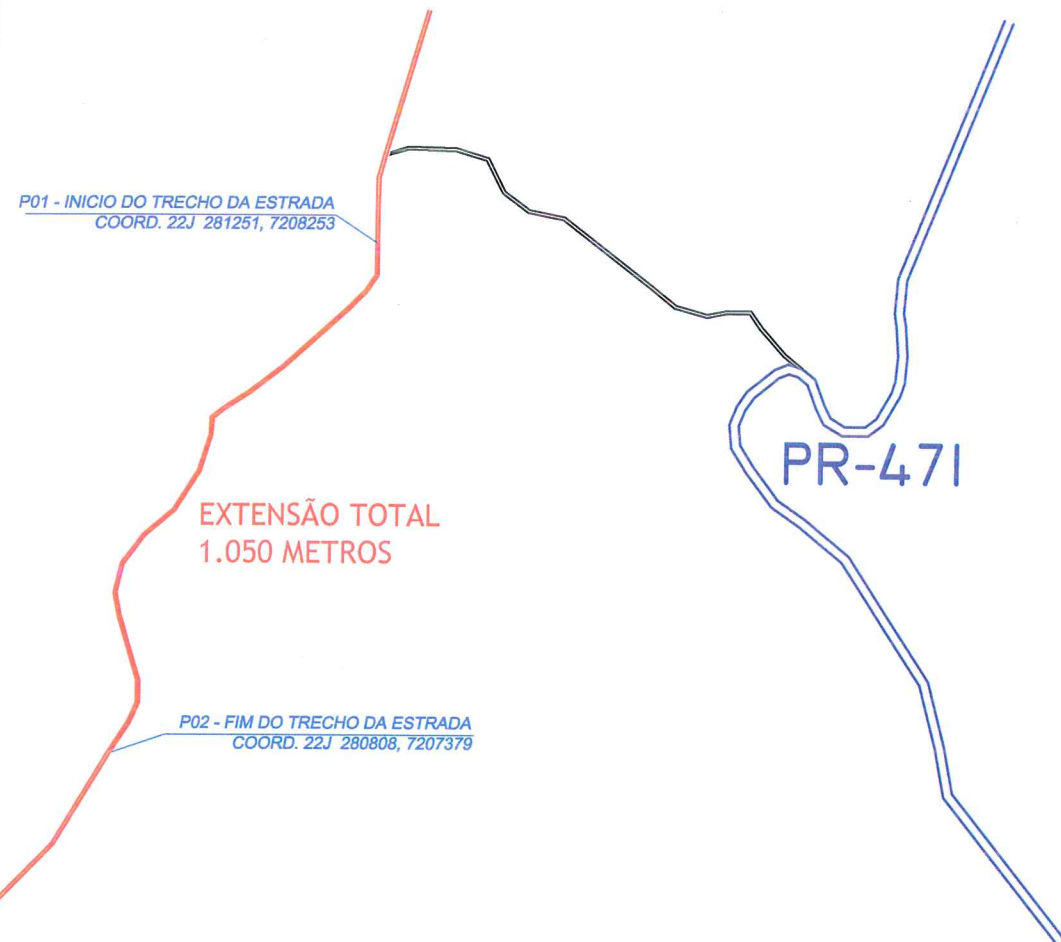 P01 - INICIO DO TRECHO DA ESTRADA
COORD. 22J 281251, 7208253
PR-471
EXTENSÃO TOTAL
1.050 METROS
P02 - FIM DO TRECHO DA ESTRADA
COORD. 22J 280808, 7207379